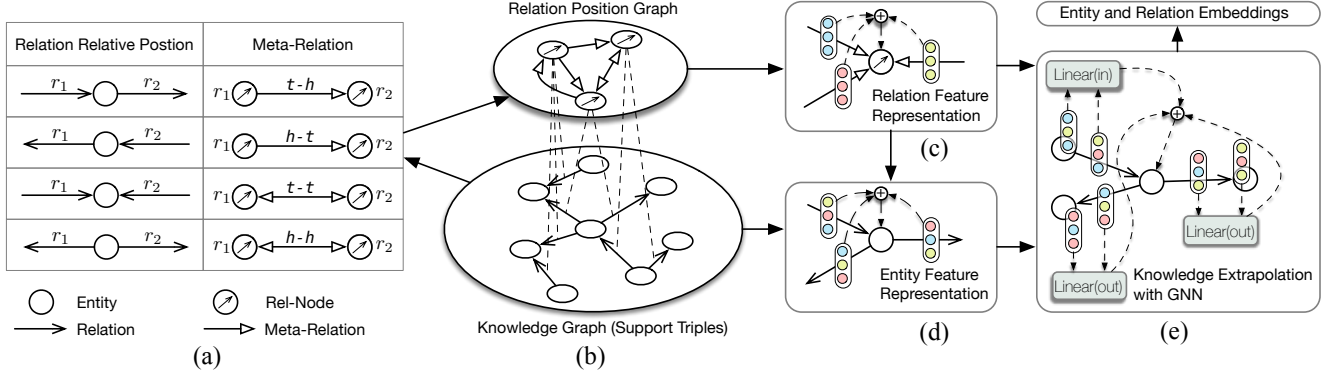 Relation Relative Postion
Meta-Relation
r1
r2
r1
t-h
r2
r1
r2
r1
h-t
r2
r1
r2
r1
t-t
r2
r1
r2
r1
h-h
r2
Entity
Rel-Node
Relation
Meta-Relation
(a)
Relation Position Graph
Knowledge Graph (Support Triples)
(b)
Relation Feature
Representation
(c)
Entity Feature
Representation
(d)
Entity and Relation Embeddings
Linear(in)
Linear(out)
Linear(out)
Knowledge Extrapolation
with GNN
(e)